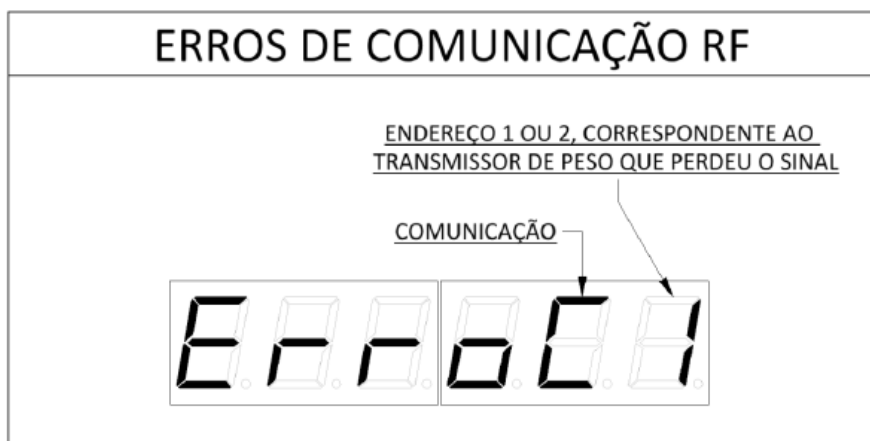 ERROS DE COMUNICAÇÃO RF
ENDEREÇO 1 OU 2, CORRESPONDENTE AO
TRANSMISSOR DE PESO QUE PERDEU O SINAL
COMUNICAÇÃO
ErroC1